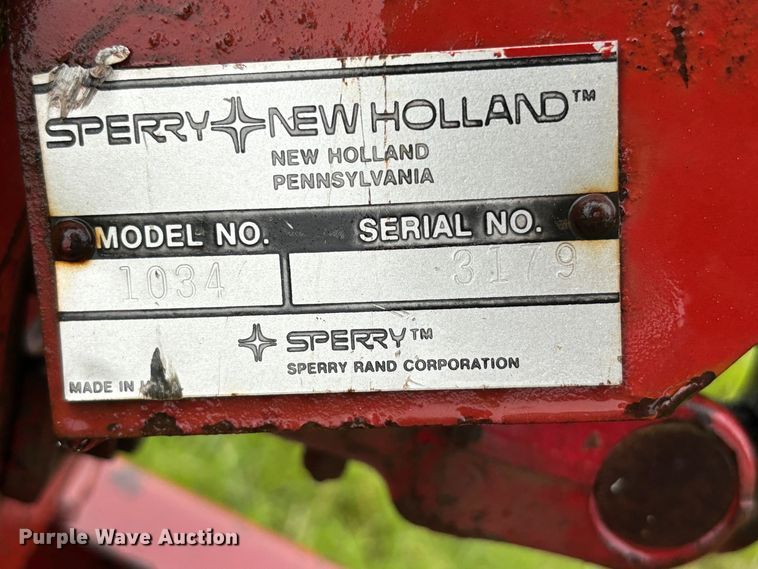 SPERRY NEW HOLLAND™
NEW HOLLAND
PENNSYLVANIA
MODEL NO. SERIAL NO.
1034 3179
SPERRY™
SPERRY RAND CORPORATION
MADE IN
Purple Wave Auction